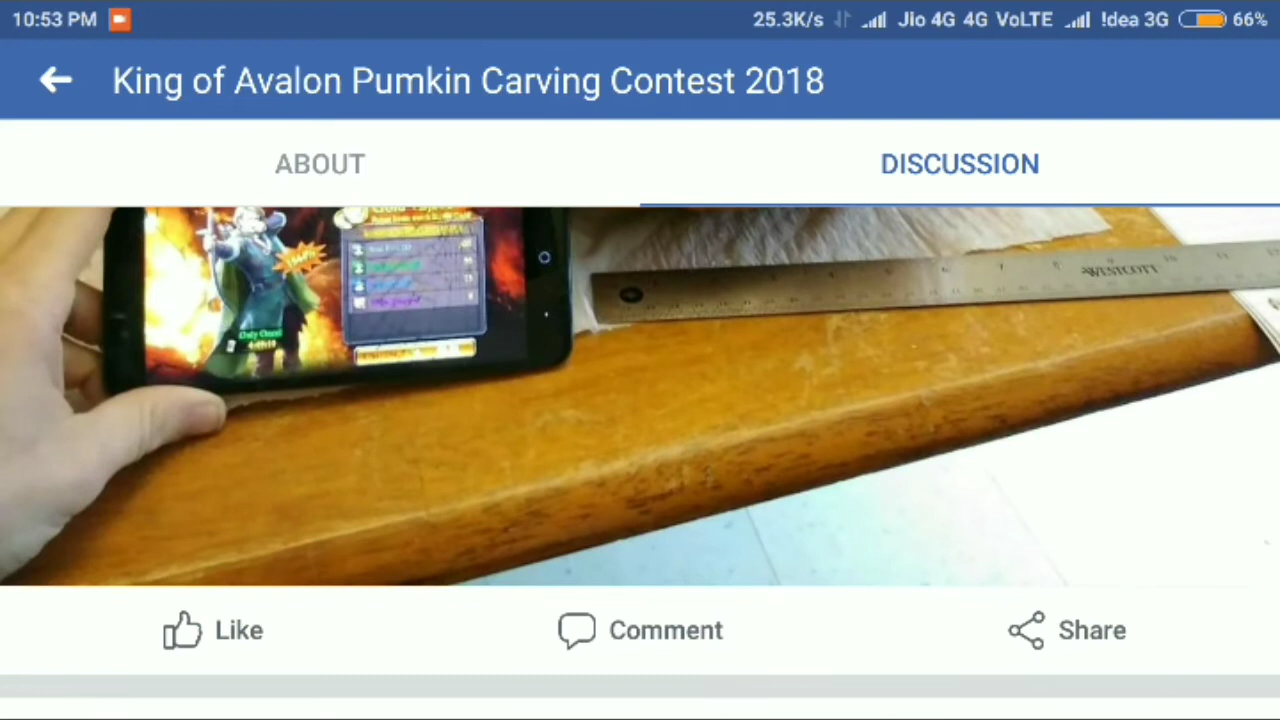 10:53 PM 25.3K/s Jio 4G 4G VoLTE !dea 3G 66%
King of Avalon Pumkin Carving Contest 2018
ABOUT DISCUSSION
WESTCOTT
Like Comment Share